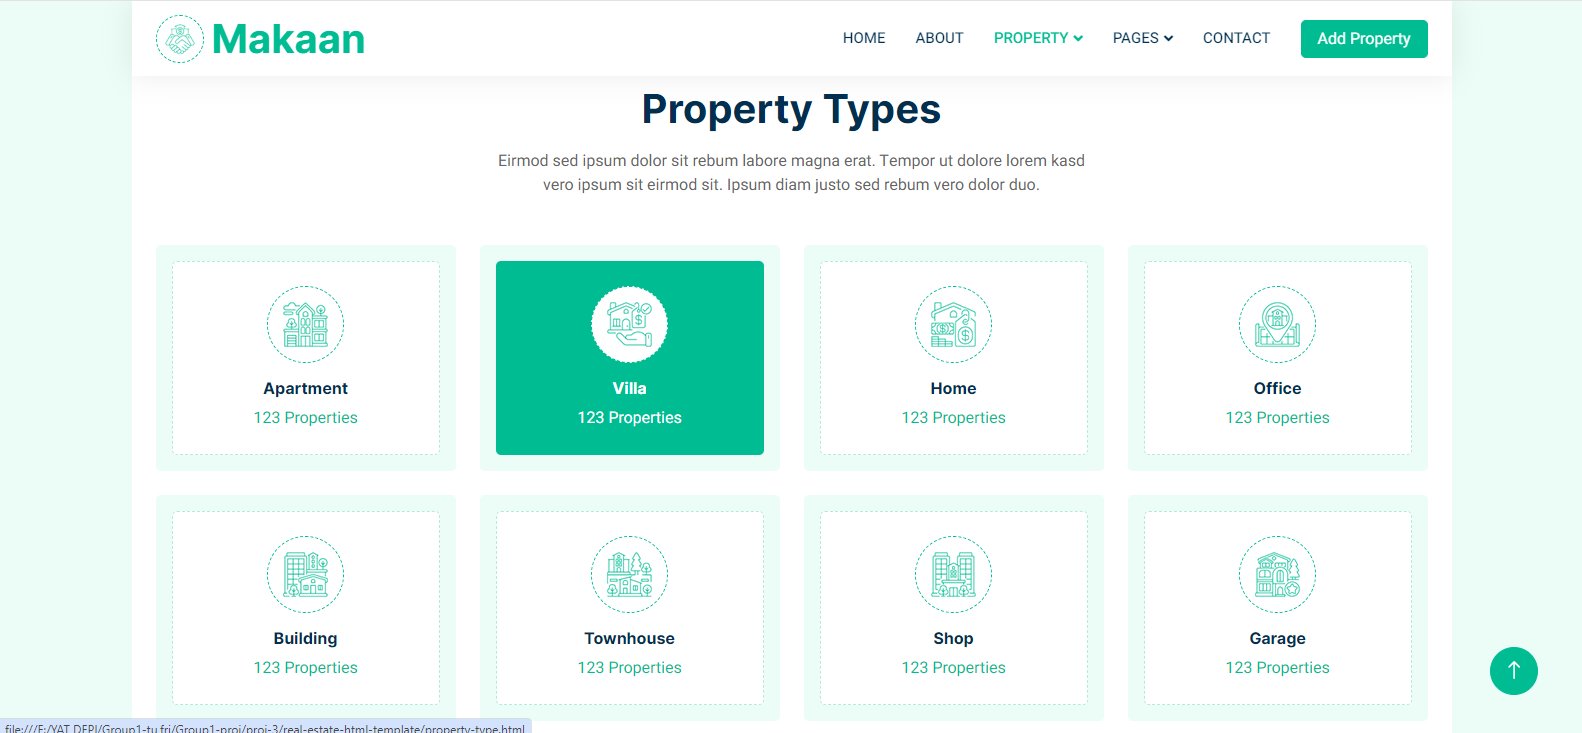 Makaan
HOME ABOUT PROPERTY PAGES CONTACT Add Property
Property Types
Eirmod sed ipsum dolor sit rebum labore magna erat. Tempor ut dolore lorem kasd
vero ipsum sit eirmod sit. Ipsum diam justo sed rebum vero dolor duo.
Apartment
123 Properties
Villa
123 Properties
Home
123 Properties
Office
123 Properties
Building
123 Properties
Townhouse
123 Properties
Shop
123 Properties
Garage
123 Properties
file:///E:/YAT DEPI/Group1-tu,fri/Group1-proj/proj-3/real-estate-html-template/property-type.html